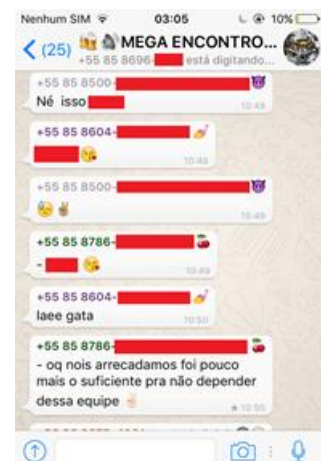 Nenhum SIM 03:05 10%
(25) MEGA ENCONTRO...
+55 85 8696- está digitando...
+55 85 8500-
Né isso
10:48
+55 85 8604-
10:48
+55 85 8500-
10:49
+55 85 8786-
-
10:49
+55 85 8604-
Iaee gata
10:50
+55 85 8786-
- oq nois arrecadamos foi pouco
mais o suficiente pra não depender
dessa equipe
10:50